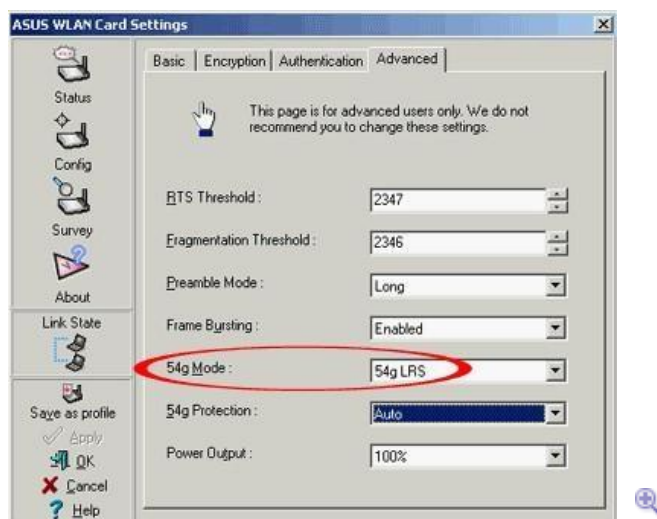 ASUS WLAN Card Settings
Status
Config
Survey
About
Link State
Save as profile
Apply
OK
Cancel
Help
Basic Encryption Authentication Advanced
This page is for advanced users only. We do not
recommend you to change these settings.
RTS Threshold : 2347
Fragmentation Threshold : 2346
Preamble Mode : Long
Frame Bursting : Enabled
54g Mode : 54g LRS
54g Protection : Auto
Power Output : 100%